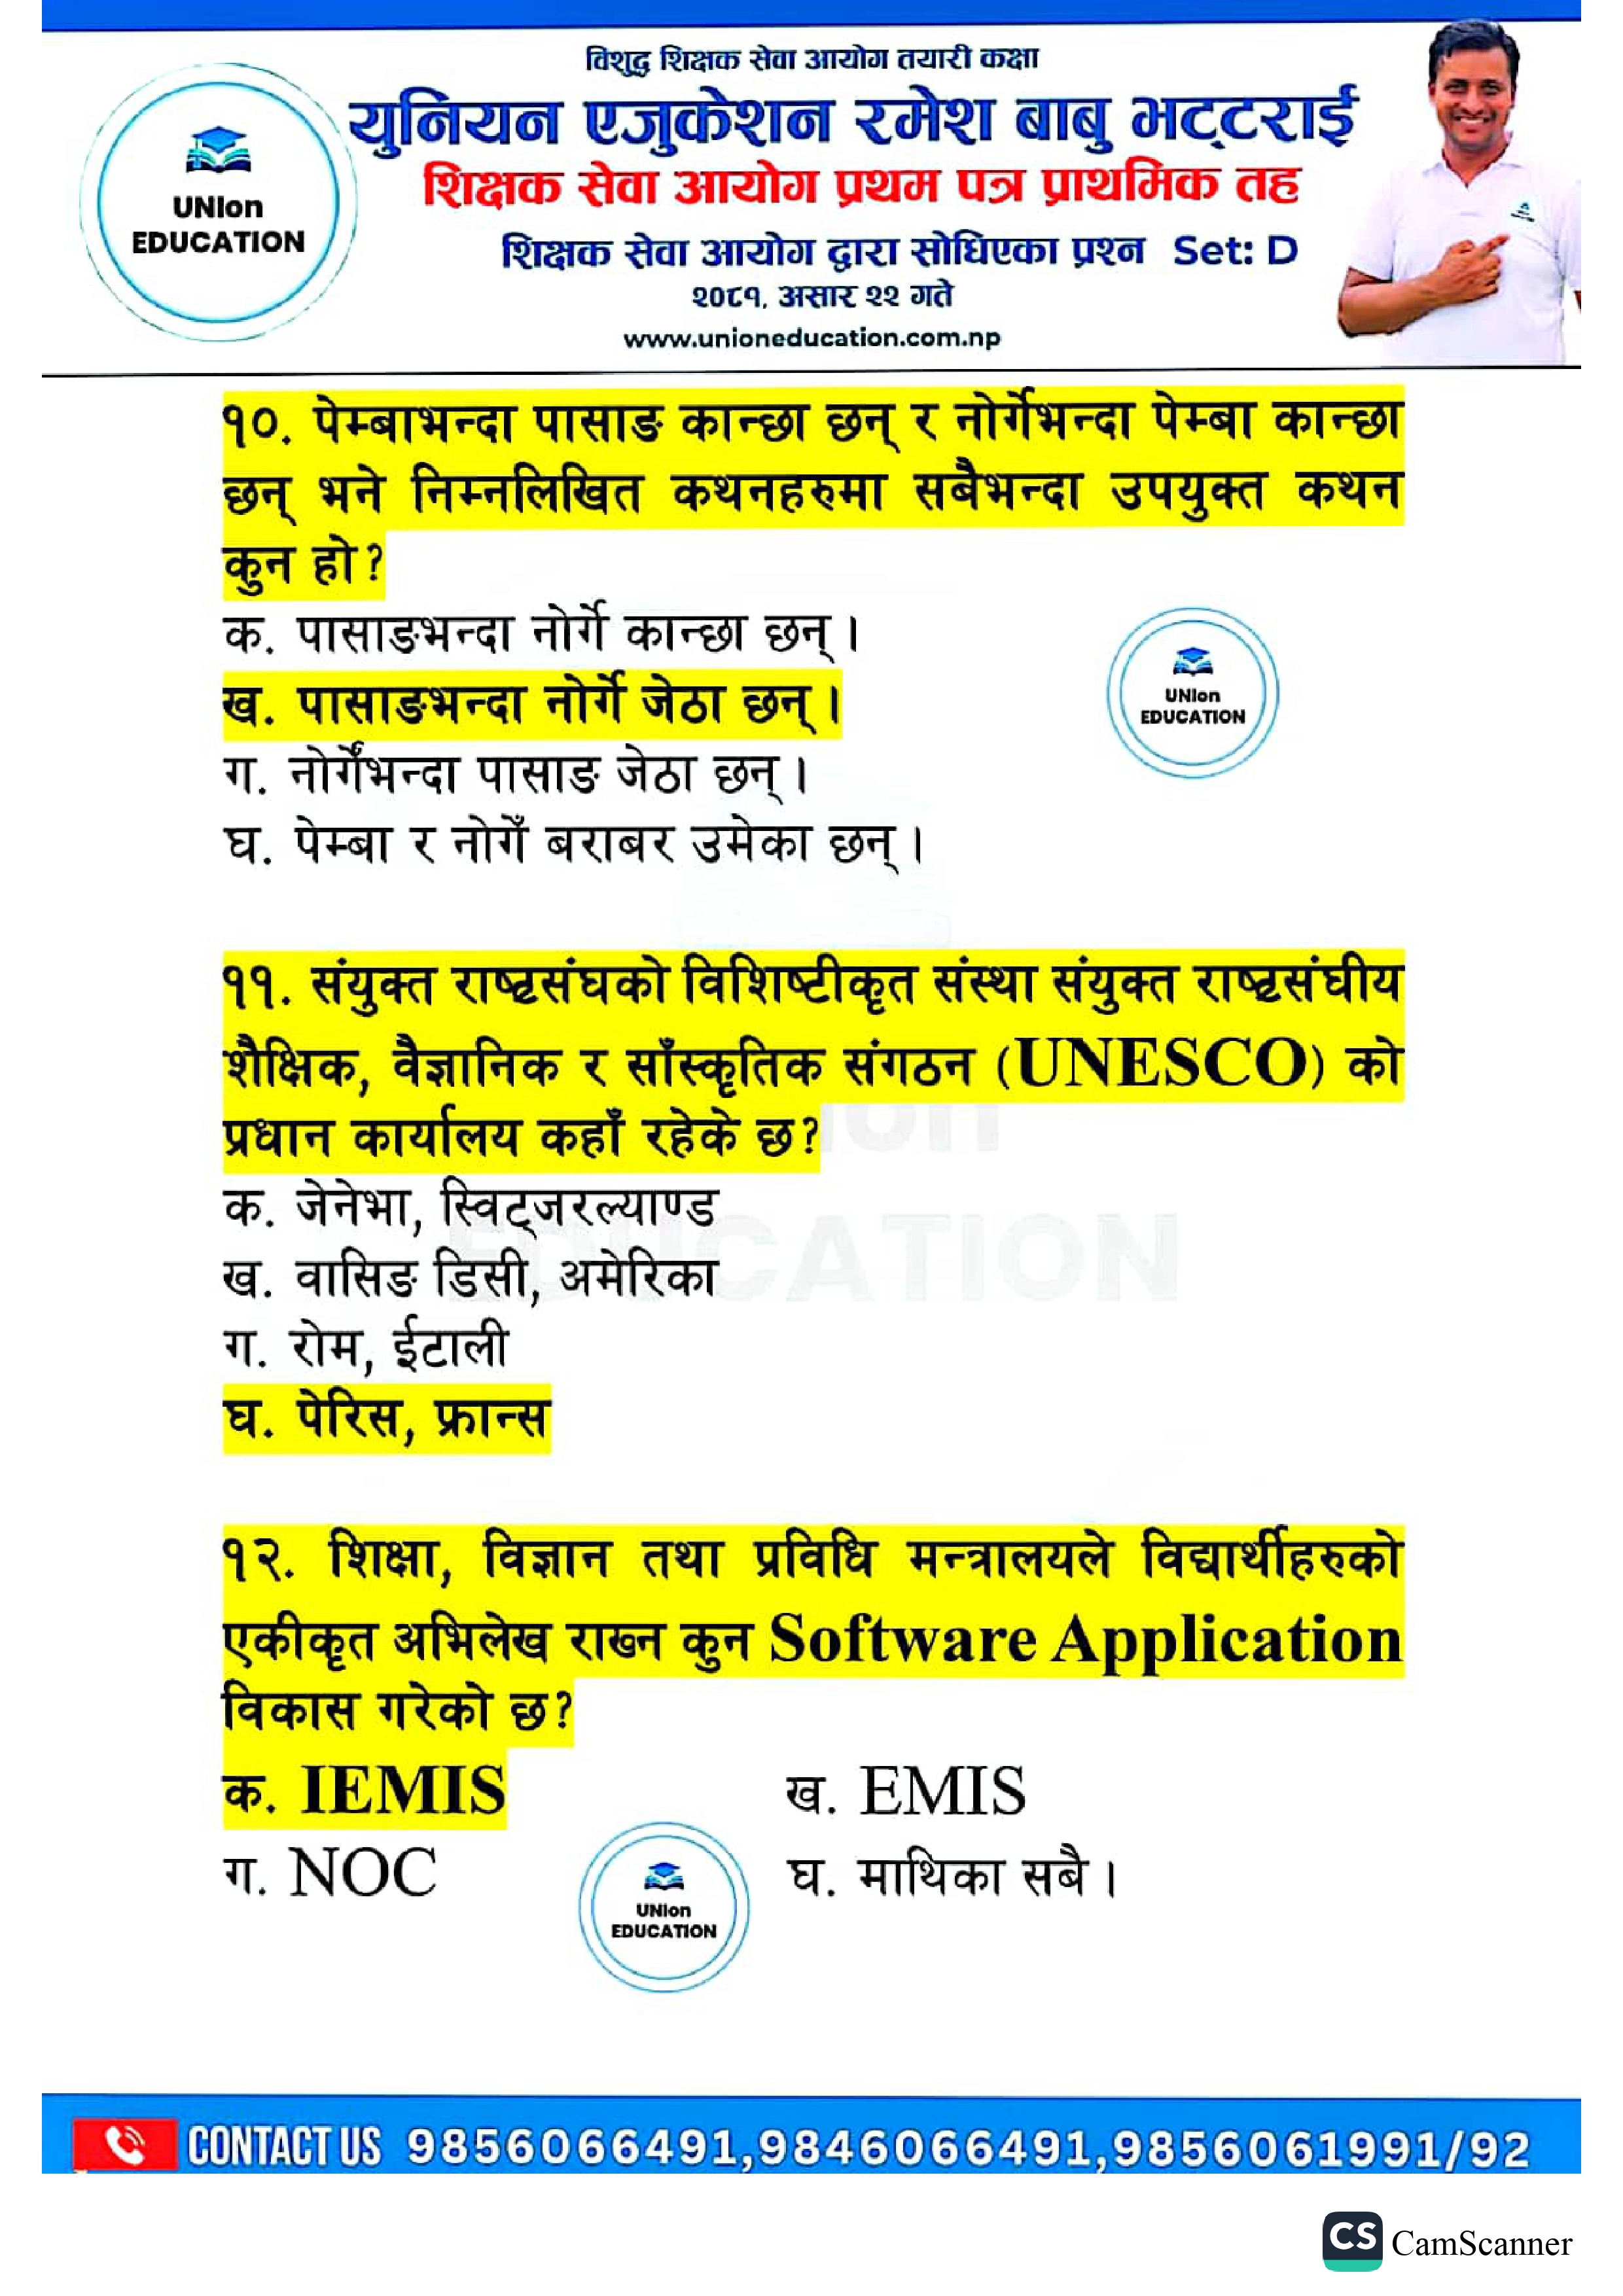 विशुद्ध शिक्षक सेवा आयोग तयारी कक्षा
युनियन एजुकेशन रमेश बाबु भट्टराई
शिक्षक सेवा आयोग प्रथम पत्र प्राथमिक तह
शिक्षक सेवा आयोग द्वारा सोधिएका प्रश्न Set: D
२०८१, असार २२ गते
www.unioneducation.com.np
UNIon
EDUCATION
१०. पेम्बाभन्दा पासाङ कान्छा छन् र नोर्गेभन्दा पेम्बा कान्छा
छन् भने निम्नलिखित कथनहरुमा सबैभन्दा उपयुक्त कथन
कुन हो?
क. पासाङभन्दा नोर्गे कान्छा छन्।
ख. पासाङभन्दा नोर्गे जेठा छन्।
ग. नोर्गेंभन्दा पासाङ जेठा छन्।
घ. पेम्बा र नोगेँ बराबर उमेका छन्।
UNIon
EDUCATION
११. संयुक्त राष्ट्रसंघको विशिष्टीकृत संस्था संयुक्त राष्ट्रसंघीय
शैक्षिक, वैज्ञानिक र साँस्कृतिक संगठन (UNESCO) को
प्रधान कार्यालय कहाँ रहेके छ?
क. जेनेभा, स्विट्जरल्याण्ड
ख. वासिङ डिसी, अमेरिका
ग. रोम, ईटाली
घ. पेरिस, फ्रान्स
१२. शिक्षा, विज्ञान तथा प्रविधि मन्त्रालयले विद्यार्थीहरुको
एकीकृत अभिलेख राख्न कुन Software Application
विकास गरेको छ?
क. IEMIS ख. EMIS
ग. NOC घ. माथिका सबै।
UNIon
EDUCATION
CONTACT US 9856066491,9846066491,9856061991/92
CS CamScanner